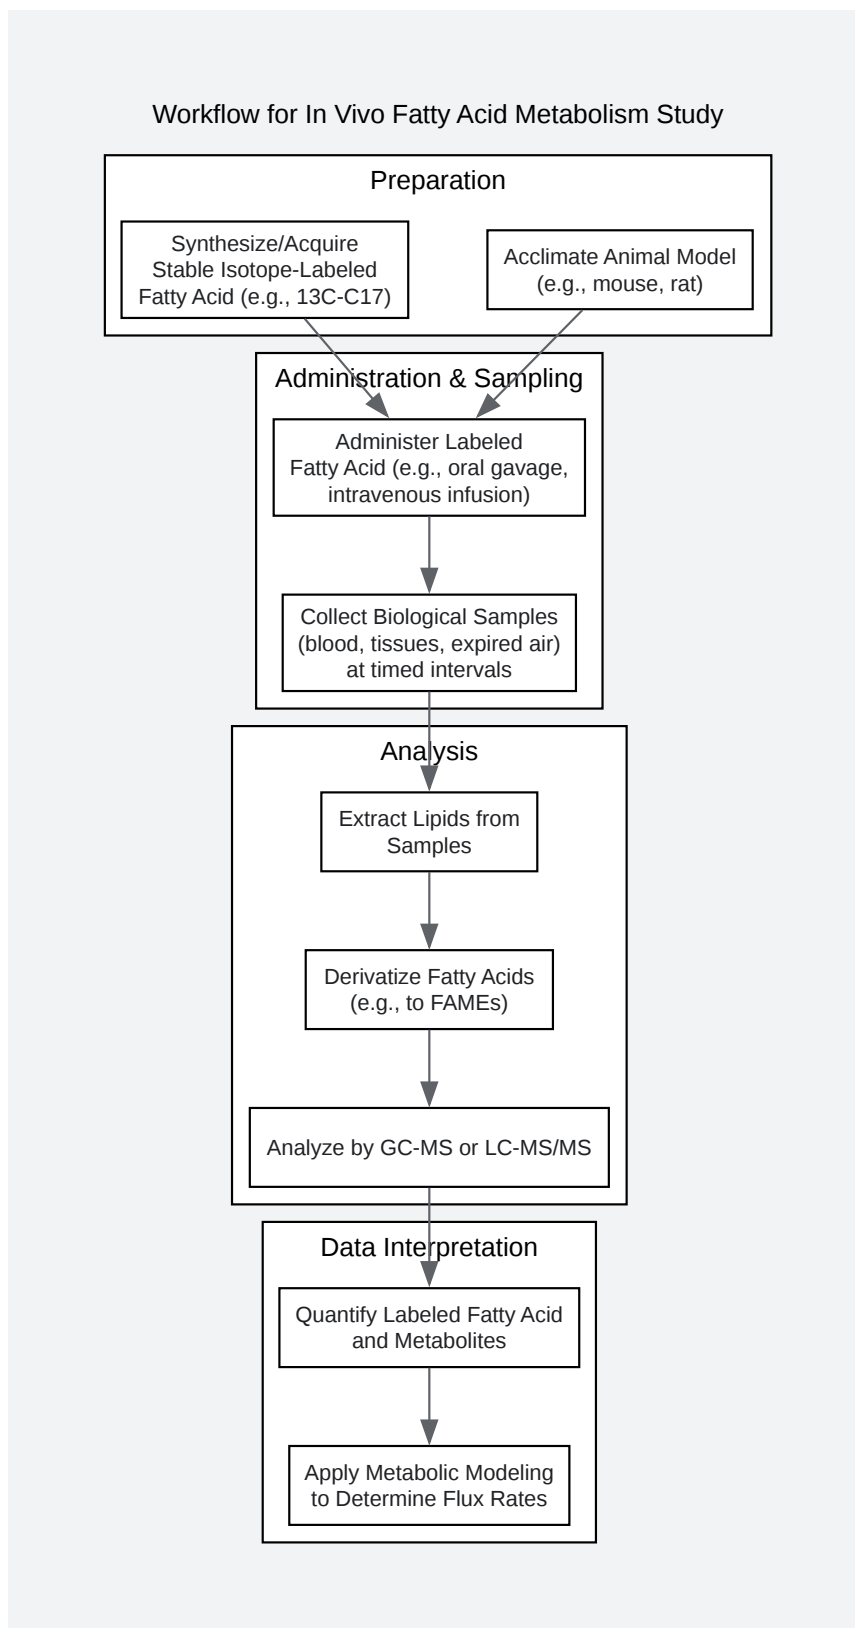 Workflow for In Vivo Fatty Acid Metabolism Study
Preparation
Synthesize/Acquire
Stable Isotope-Labeled
Fatty Acid (e.g., 13C-C17)
Acclimate Animal Model
(e.g., mouse, rat)
Administration & Sampling
Administer Labeled
Fatty Acid (e.g., oral gavage,
intravenous infusion)
Collect Biological Samples
(blood, tissues, expired air)
at timed intervals
Analysis
Extract Lipids from
Samples
Derivatize Fatty Acids
(e.g., to FAMEs)
Analyze by GC-MS or LC-MS/MS
Data Interpretation
Quantify Labeled Fatty Acid
and Metabolites
Apply Metabolic Modeling
to Determine Flux Rates